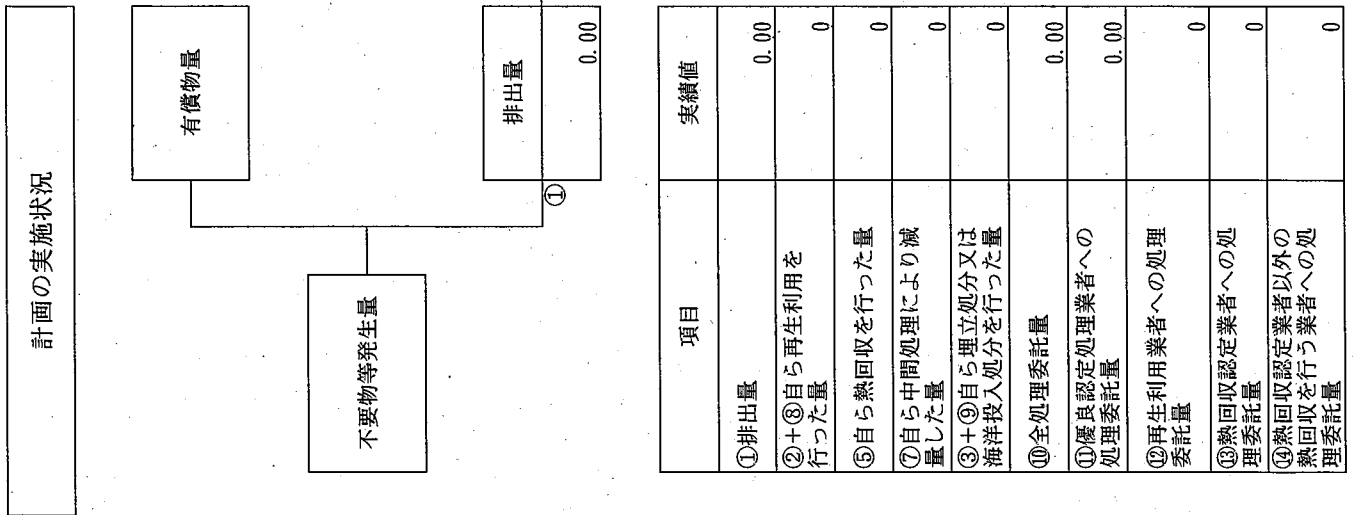 計画の実施状況
有償物量
不要物等発生量
排出量
①
0.00
項目
実績値
①排出量
0.00
②+⑧自ら再生利用を
行った量
0
⑤自ら熱回収を行った量
0
⑦自ら中間処理により減
量した量
0
③+⑨自ら埋立処分又は
海洋投入処分を行った量
0
⑩全処理委託量
0.00
⑪優良認定処理業者への
処理委託量
0.00
⑫再生利用業者への処理
委託量
0
⑬熱回収認定業者への処
理委託量
0
⑭熱回収認定業者以外の
熱回収を行う業者への処
理委託量
0